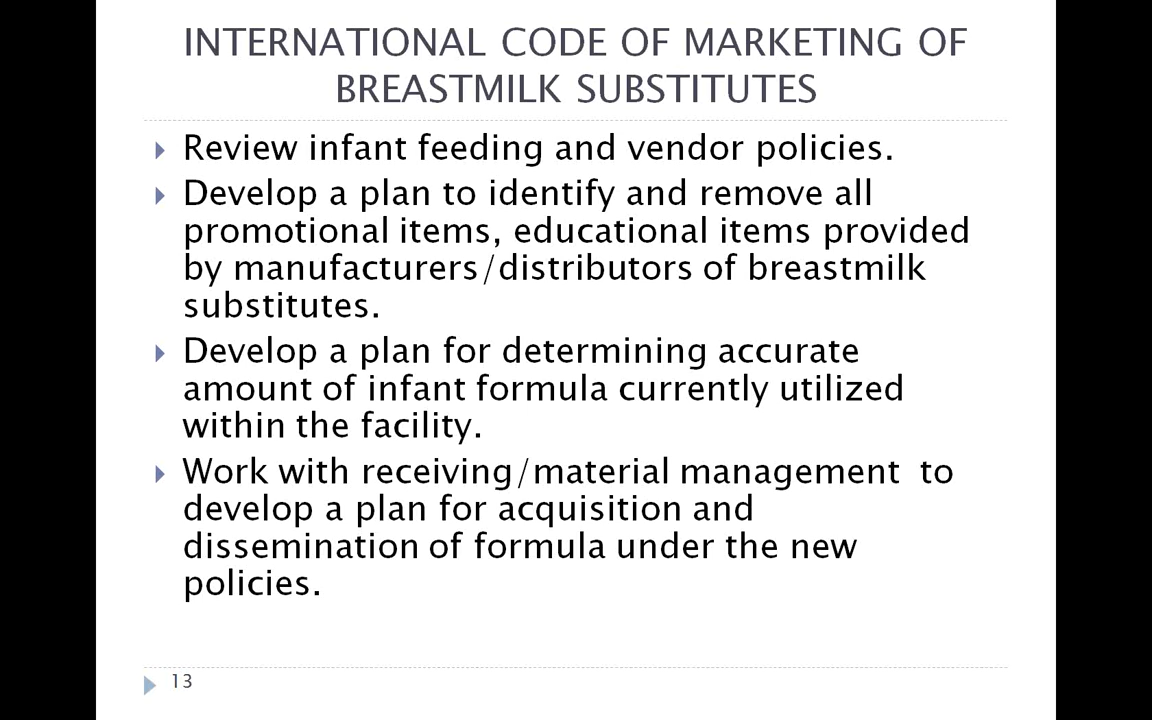 INTERNATIONAL CODE OF MARKETING OF
BREASTMILK SUBSTITUTES
Review infant feeding and vendor policies.
Develop a plan to identify and remove all
promotional items, educational items provided
by manufacturers/distributors of breastmilk
substitutes.
Develop a plan for determining accurate
amount of infant formula currently utilized
within the facility.
Work with receiving/material management  to
develop a plan for acquisition and
dissemination of formula under the new
policies.
13